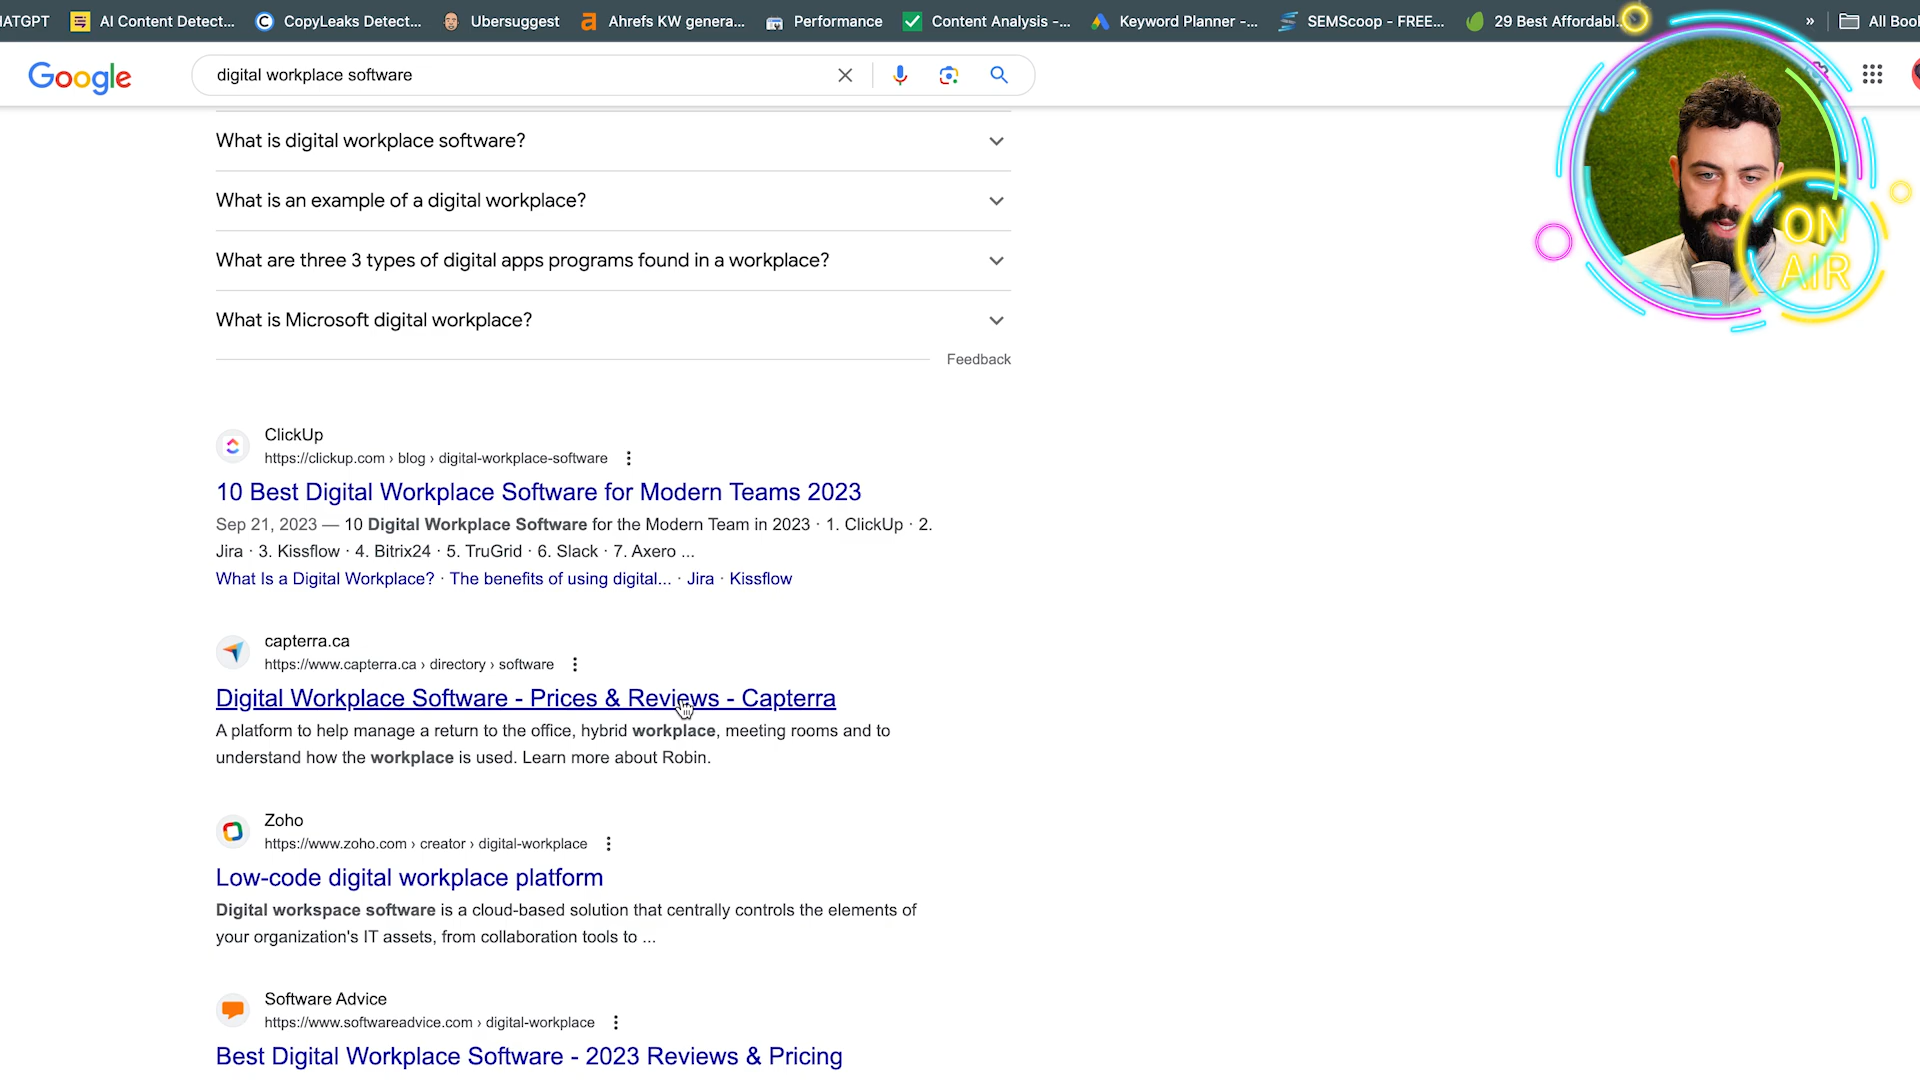 HATGPT
AI Content Detect...
CopyLeaks Detect...
Ubersuggest
Ahrefs KW genera...
Performance
Content Analysis -...
Keyword Planner -...
SEMScoop - FREE...
29 Best Affordabl...
»
All Boo
Google
digital workplace software
What is digital workplace software?
What is an example of a digital workplace?
What are three 3 types of digital apps programs found in a workplace?
What is Microsoft digital workplace?
Feedback
ON
AIR
ClickUp
https://clickup.com › blog › digital-workplace-software
10 Best Digital Workplace Software for Modern Teams 2023
Sep 21, 2023 — 10 Digital Workplace Software for the Modern Team in 2023 · 1. ClickUp · 2.
Jira · 3. Kissflow · 4. Bitrix24 · 5. TruGrid · 6. Slack · 7. Axero ...
What Is a Digital Workplace? · The benefits of using digital... · Jira · Kissflow
capterra.ca
https://www.capterra.ca › directory › software
Digital Workplace Software - Prices & Reviews - Capterra
A platform to help manage a return to the office, hybrid workplace, meeting rooms and to
understand how the workplace is used. Learn more about Robin.
Zoho
https://www.zoho.com › creator › digital-workplace
Low-code digital workplace platform
Digital workspace software is a cloud-based solution that centrally controls the elements of
your organization's IT assets, from collaboration tools to ...
Software Advice
https://www.softwareadvice.com › digital-workplace
Best Digital Workplace Software - 2023 Reviews & Pricing